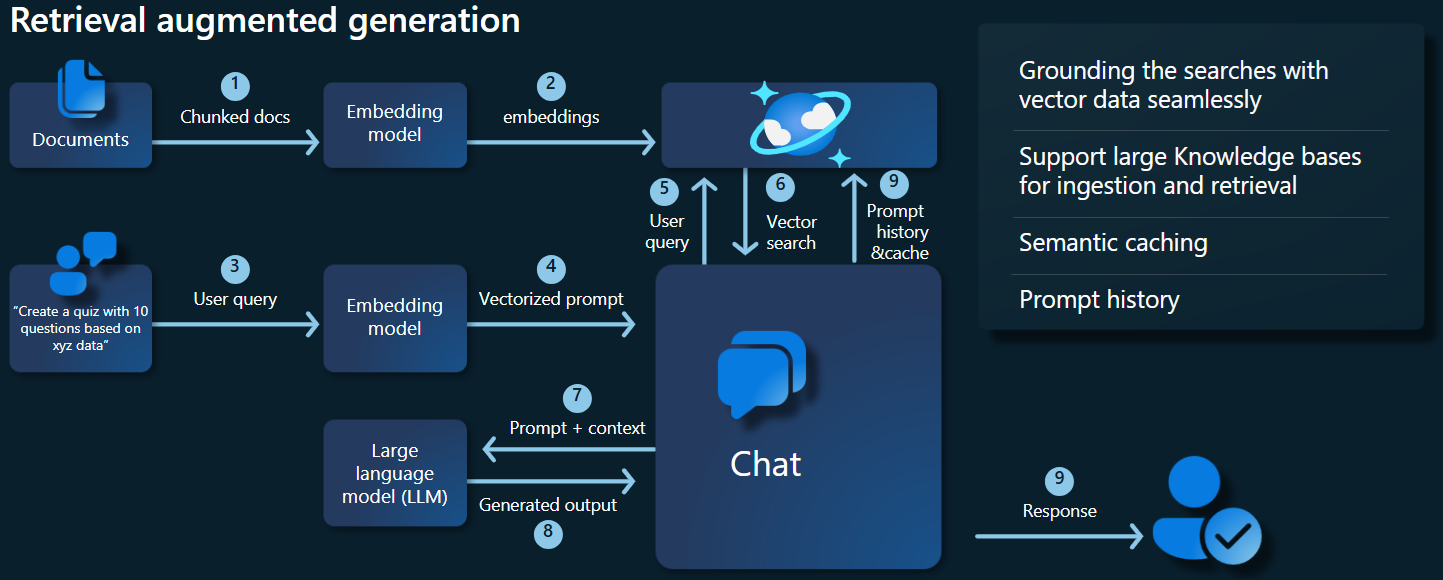 Retrieval augmented generation
1
Chunked docs
2
embeddings
Documents
Embedding
model
3
User query
4
Vectorized prompt
“Create a quiz with 10
questions based on
xyz data”
Embedding
model
5
User
query
6
Vector
search
9
Prompt
history
&cache
7
Prompt + context
Large
language
model (LLM)
Generated output
8
Chat
9
Response
Grounding the searches with
vector data seamlessly
Support large Knowledge bases
for ingestion and retrieval
Semantic caching
Prompt history